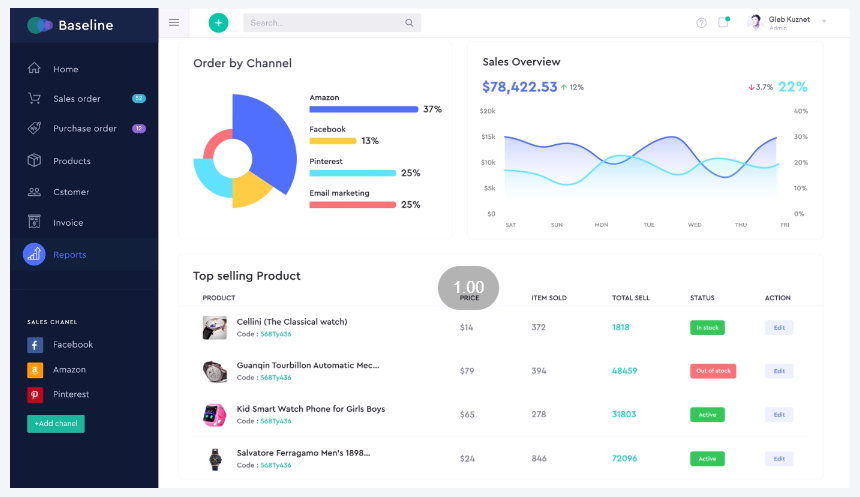 Baseline
Search...
Gleb Kuznet
Admin
Home
Sales order 52
Purchase order 12
Products
Cstomer
Invoice
Reports
SALES CHANEL
Facebook
Amazon
Pinterest
+Add chanel
Order by Channel
Amazon
37%
Facebook
13%
Pinterest
25%
Email marketing
25%
Sales Overview
$78,422.53 ↑ 12%
↓3.7% 22%
$20k 40%
$15k 30%
$10k 20%
$5k 10%
$0 0%
SAT SUN MON TUE WED THU FRI
Top selling Product
1.00
PRODUCT PRICE ITEM SOLD TOTAL SELL STATUS ACTION
Cellini (The Classical watch)
Code : 568Ty436
$14 372 1818 In stock Edit
Guanqin Tourbillon Automatic Mec...
Code : 568Ty436
$79 394 48459 Out of stock Edit
Kid Smart Watch Phone for Girls Boys
Code : 568Ty436
$65 278 31803 Active Edit
Salvatore Ferragamo Men's 1898...
Code : 568Ty436
$24 846 72096 Active Edit